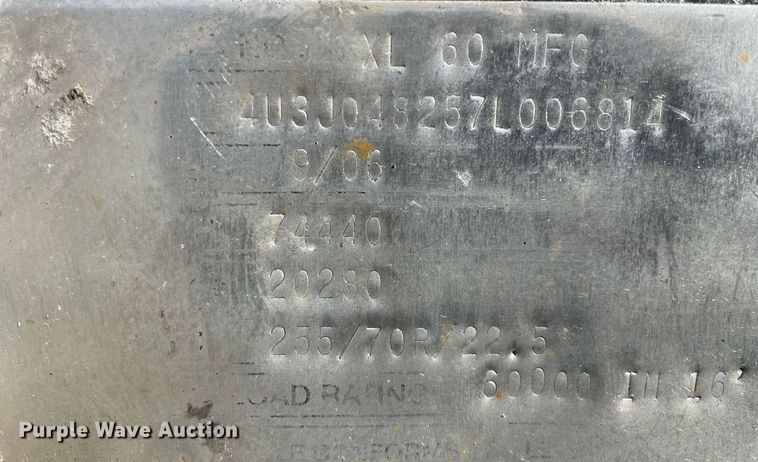 XL 60 MFG
4U3J048257L006814
9/06
74440
20280
255/70R/22.5
LOAD RATING 60000 IN 16'
Purple Wave Auction